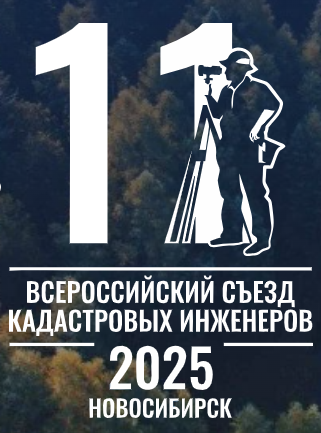 11
ВСЕРОССИЙСКИЙ СЪЕЗД
КАДАСТРОВЫХ ИНЖЕНЕРОВ
2025
НОВОСИБИРСК